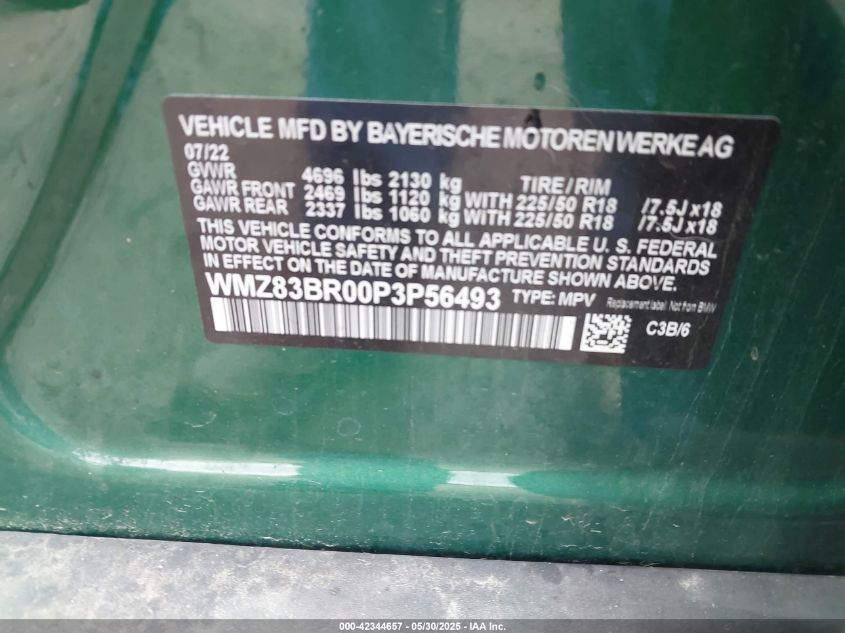 VEHICLE MFD BY BAYERISCHE MOTOREN WERKE AG
07/22
GVWR 4696 lbs 2130 kg TIRE/RIM
GAWR FRONT 2469 lbs 1120 kg WITH 225/50 R18 /7.5J x18
GAWR REAR 2337 lbs 1060 kg WITH 225/50 R18 /7.5J x18
THIS VEHICLE CONFORMS TO ALL APPLICABLE U. S. FEDERAL
MOTOR VEHICLE SAFETY AND THEFT PREVENTION STANDARDS
IN EFFECT ON THE DATE OF MANUFACTURE SHOWN ABOVE.
WMZ83BR00P3P56493 TYPE: MPV Replacement label. Not from BMW
C3B/6
000-42344657 — 05/30/2025 — IAA Inc.